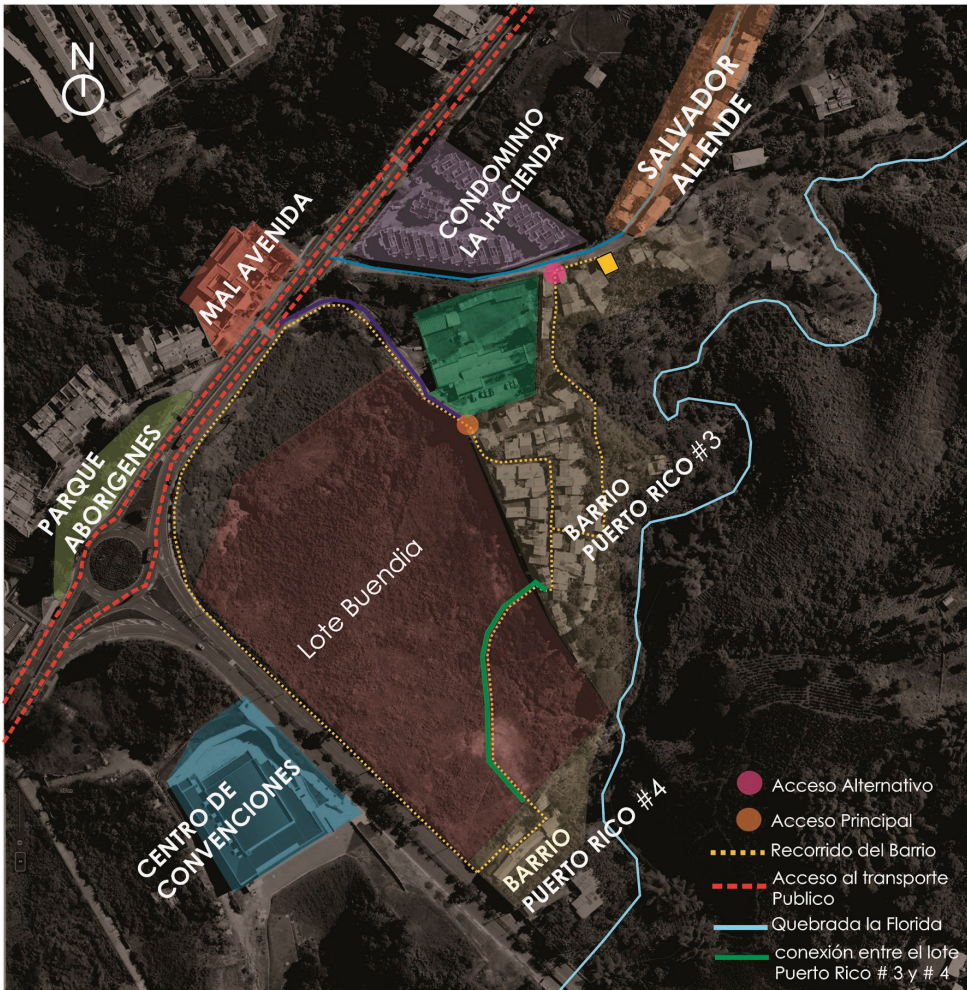 N
SALVADOR
ALLENDE
CONDOMINIO
LA HACIENDA
MAL AVENIDA
PARQUE
ABORIGENES
BARRIO
PUERTO RICO #3
Lote Buendia
CENTRO DE
CONVENCIONES
BARRIO
PUERTO RICO #4
Acceso Alternativo
Acceso Principal
Recorrido del Barrio
Acceso al transporte
Publico
Quebrada la Florida
conexión entre el lote
Puerto Rico # 3 y # 4